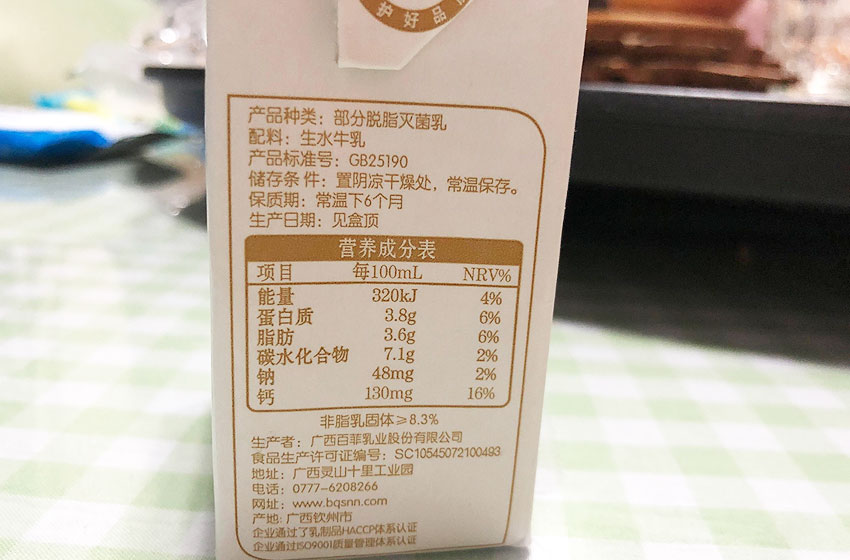 护好品
产品种类：部分脱脂灭菌乳
配料：生水牛乳
产品标准号：GB25190
储存条件：置阴凉干燥处，常温保存。
保质期：常温下6个月
生产日期：见盒顶
营养成分表
项目 每100mL NRV%
能量 320kJ 4%
蛋白质 3.8g 6%
脂肪 3.6g 6%
碳水化合物 7.1g 2%
钠 48mg 2%
钙 130mg 16%
非脂乳固体≥8.3%
生产者：广西百菲乳业股份有限公司
食品生产许可证编号：SC10545072100493
地址：广西灵山十里工业园
电话：0777-6208266
网址：www.bqsnn.com
产地：广西钦州市
企业通过了乳制品HACCP体系认证
企业通过ISO9001质量管理体系认证